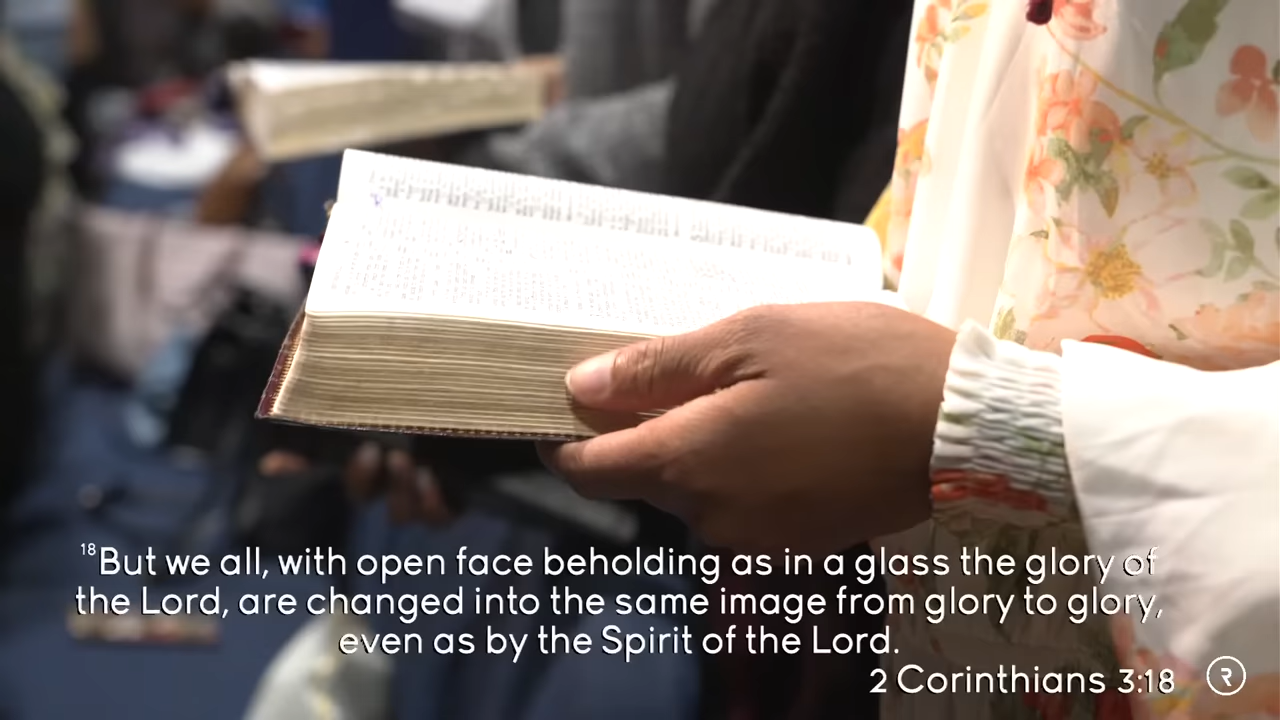 18But we all, with open face beholding as in a glass the glory of
the Lord, are changed into the same image from glory to glory,
even as by the Spirit of the Lord.
2 Corinthians 3:18
R